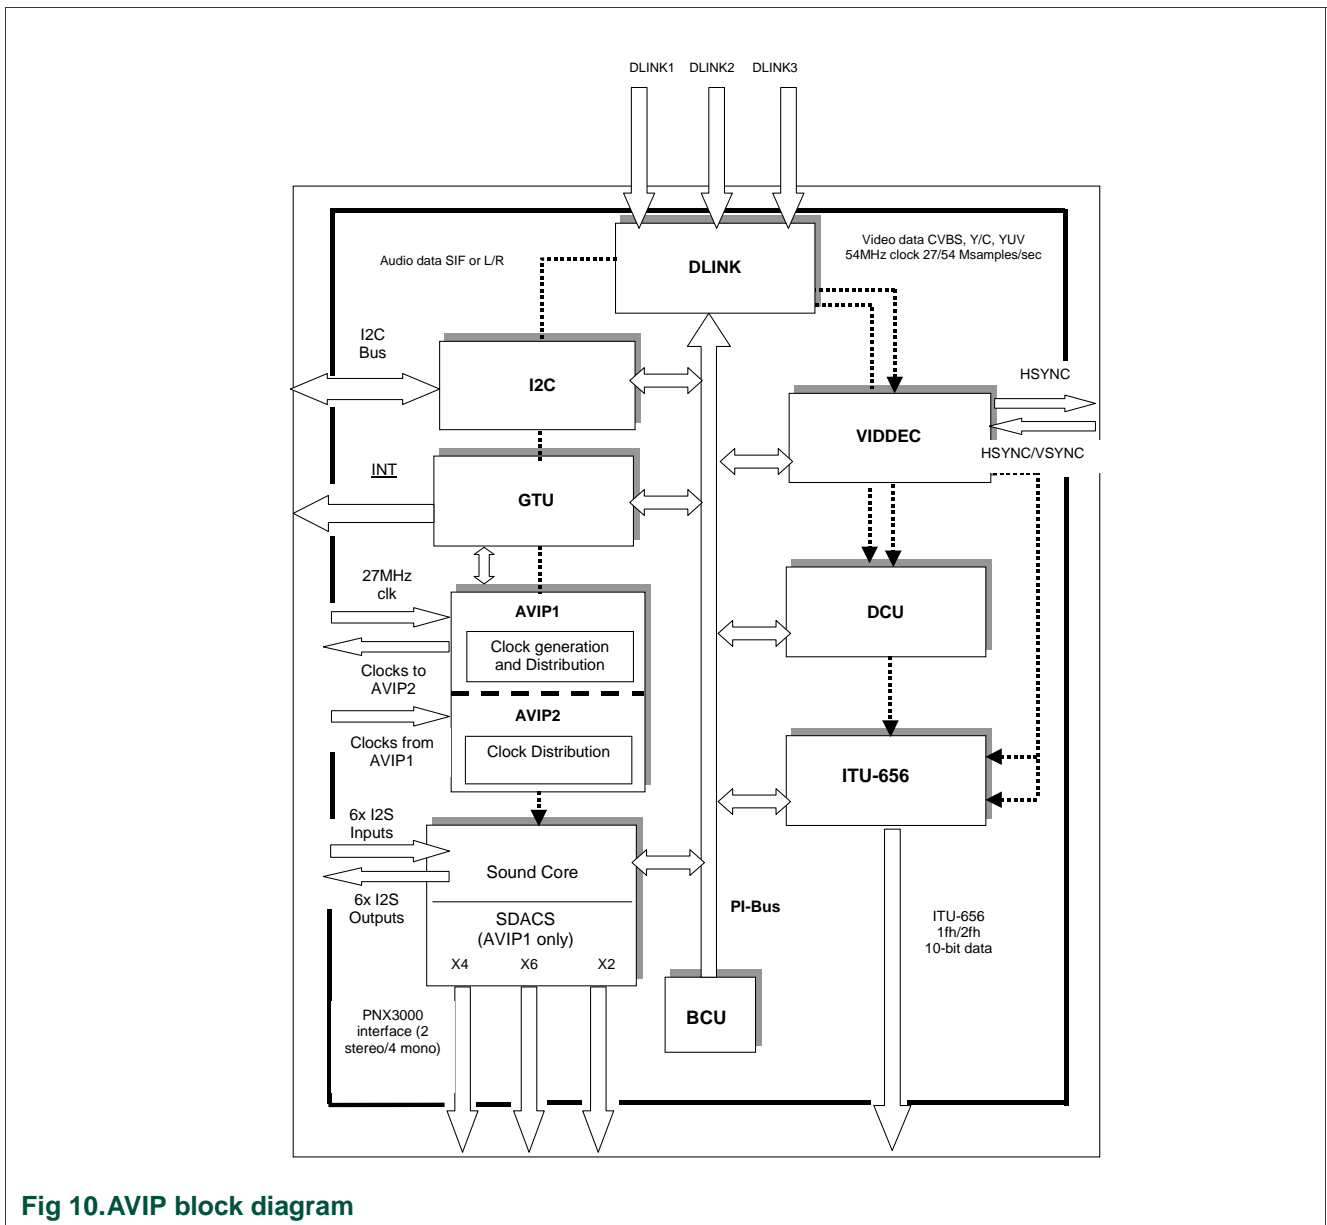 DLINK1 DLINK2 DLINK3
Audio data SIF or L/R
DLINK
Video data CVBS, Y/C, YUV
54MHz clock 27/54 Msamples/sec
I2C
Bus
I2C
HSYNC
VIDDEC
HSYNC/VSYNC
INT
GTU
27MHz
clk
AVIP1
Clock generation
and Distribution
DCU
Clocks to
AVIP2
AVIP2
Clock Distribution
Clocks from
AVIP1
ITU-656
6x I2S
Inputs
Sound Core
6x I2S
Outputs
SDACS
(AVIP1 only)
X4 X6 X2
PI-Bus
ITU-656
1fh/2fh
10-bit data
PNX3000
interface (2
stereo/4 mono)
BCU
Fig 10.AVIP block diagram